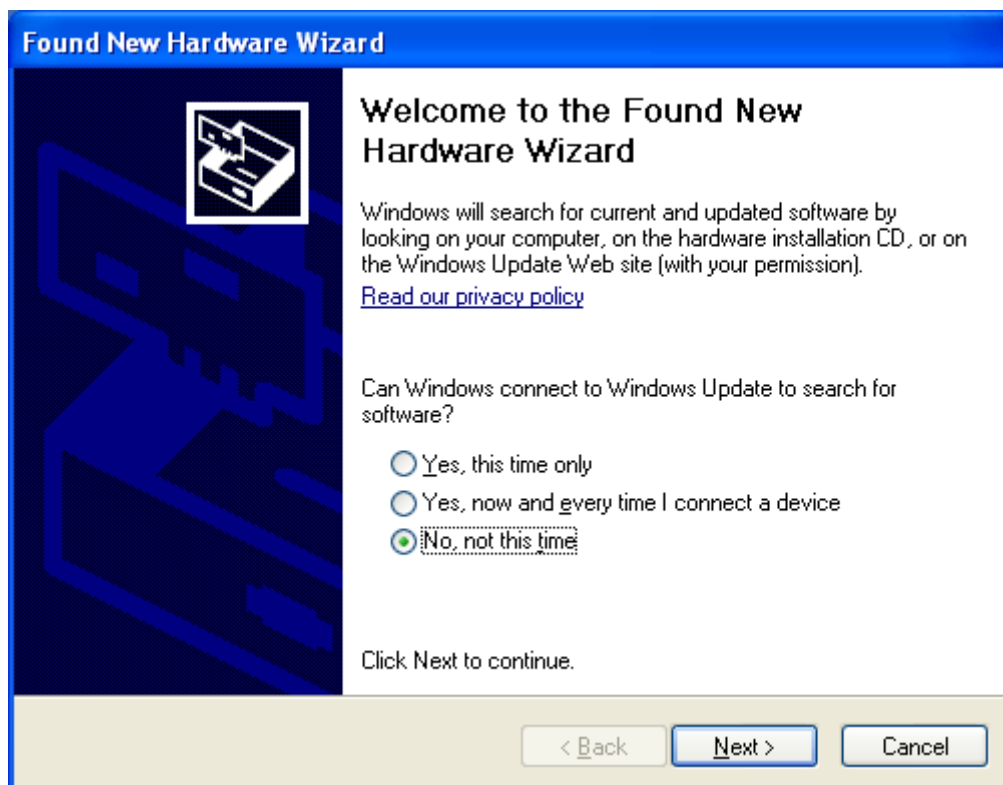 Found New Hardware Wizard
Welcome to the Found New
Hardware Wizard
Windows will search for current and updated software by
looking on your computer, on the hardware installation CD, or on
the Windows Update Web site (with your permission).
Read our privacy policy
Can Windows connect to Windows Update to search for
software?
Yes, this time only
Yes, now and every time I connect a device
No, not this time
Click Next to continue.
< Back
Next >
Cancel